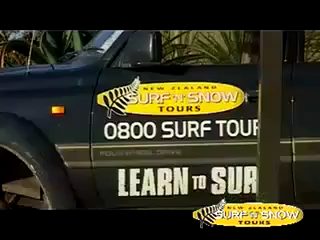 NEW ZEALAND
SURF 'N' SNOW
TOURS
0800 SURF TOUR
FOUR WHEEL DRIVE
LEARN TO SUR
NEW ZEALAND
SURF 'N' SNOW
TOURS